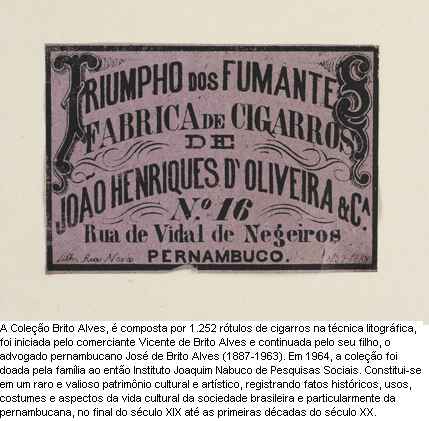 TRIUMPHO DOS FUMANTES
FABRICA DE CIGARROS
DE
JOÃO HENRIQUES D'OLIVEIRA & CA.
N.º 16
Rua de Vidal de Negeiros
PERNAMBUCO.
A Coleção Brito Alves, é composta por 1.252 rótulos de cigarros na técnica litográfica,
foi iniciada pelo comerciante Vicente de Brito Alves e continuada pelo seu filho, o
advogado pernambucano José de Brito Alves (1887-1963). Em 1964, a coleção foi
doada pela família ao então Instituto Joaquim Nabuco de Pesquisas Sociais. Constitui-se
em um raro e valioso patrimônio cultural e artístico, registrando fatos históricos, usos,
costumes e aspectos da vida cultural da sociedade brasileira e particularmente da
pernambucana, no final do século XIX até as primeiras décadas do século XX.